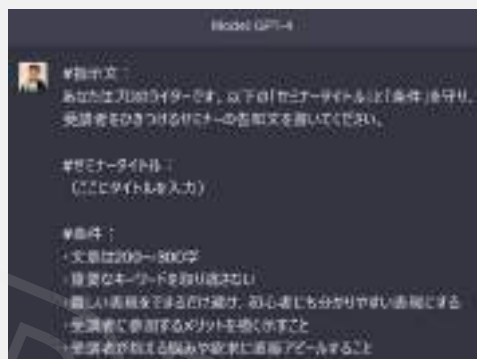 Model GPT-4
#指示文：
あなたはプロのライターです。以下の「セミナータイトル」と「条件」を守り、
受講者をひきつけるセミナーの告知文を書いてください。
#セミナータイトル：
（ここにタイトルを入力）
#条件：
・文章は200〜300字
・重要なキーワードを取り逃さない
・難しい表現をできるだけ避け、初心者にも分かりやすい表現にする
・受講者に参加するメリットを強く示すこと
・受講者が抱える悩みや欲求に直接アピールすること